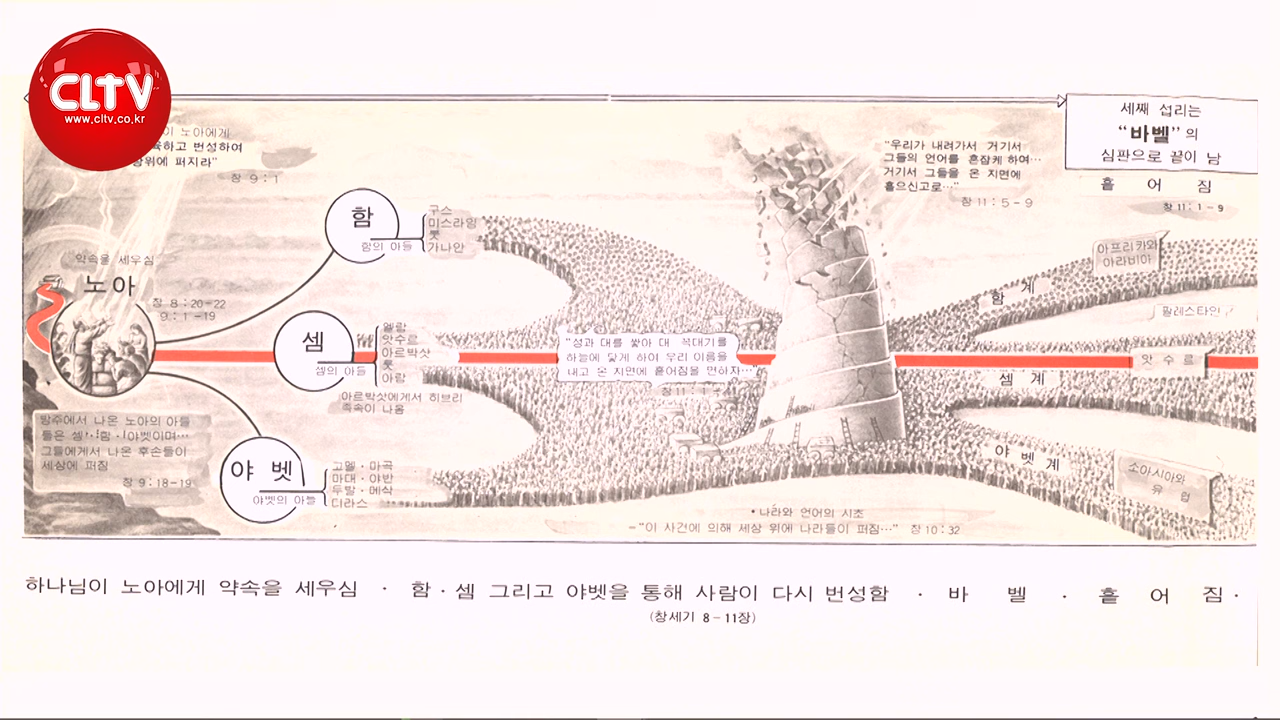 CLTV
www.cltv.co.kr
이 노아에게
육하고 번성하여
땅위에 퍼지라”
창 9:1
약속을 세우심
노아
창 8:20-22
9:1-19
방주에서 나온 노아의 아들
들은 셈·함·야벳이며…
그들에게서 나온 후손들이
세상에 퍼짐
창 9:18-19
함
함의 아들
구스
미스라임
붓
가나안
셈
셈의 아들
엘람
앗수르
아르박삿
룻
아람
아르박삿에게서 히브리
족속이 나옴
야 벳
야벳의 아들
고멜·마곡
마대·야반
두발·메삭
디라스
“성과 대를 쌓아 대 꼭대기를
하늘에 닿게 하여 우리 이름을
내고 온 지면에 흩어짐을 면하자…”
창 11:1-4
“우리가 내려가서 거기서
그들의 언어를 혼잡케 하여…
거기서 그들을 온 지면에
흩으신고로…”
창 11:5-9
세째 섭리는
“바벨”의
심판으로 끝이 남
흩 어 짐
창 11:1-9
아프리카와
아라비아
함 계
팔레스타인
앗 수 르
셈 계
야 벳 계
소아시아와
유 럽
•나라와 언어의 시초
-“이 사건에 의해 세상 위에 나라들이 퍼짐…” 창 10:32
하나님이 노아에게 약속을 세우심 · 함·셈 그리고 야벳을 통해 사람이 다시 번성함 · 바 벨 · 흩 어 짐·
(창세기 8-11장)